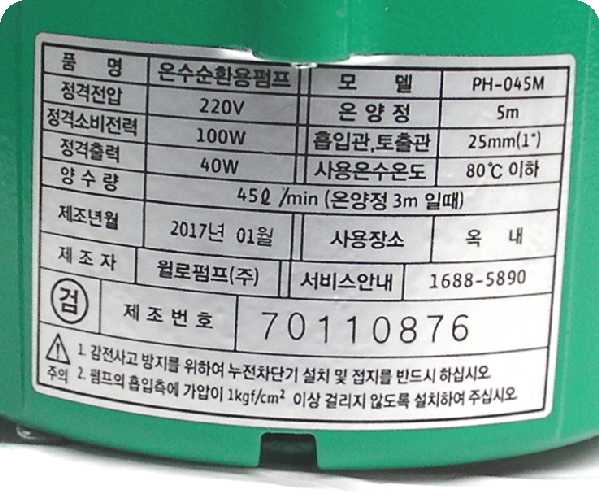 품 명 온수순환용펌프 모 델 PH-045M
정격전압 220V 온 양 정 5m
정격소비전력 100W 흡입관,토출관 25mm(1")
정격출력 40W 사용온수온도 80℃ 이하
양 수 량 45ℓ /min (온양정 3m 일때)
제조년월 2017년 01월 사용장소 옥 내
제 조 자 윌로펌프(주) 서비스안내 1688-5890
검 제 조 번 호 70110876
⚠ 1. 감전사고 방지를 위하여 누전차단기 설치 및 접지를 반드시 하십시오
주의 2. 펌프의 흡입측에 가압이 1kgf/cm² 이상 걸리지 않도록 설치하여 주십시오